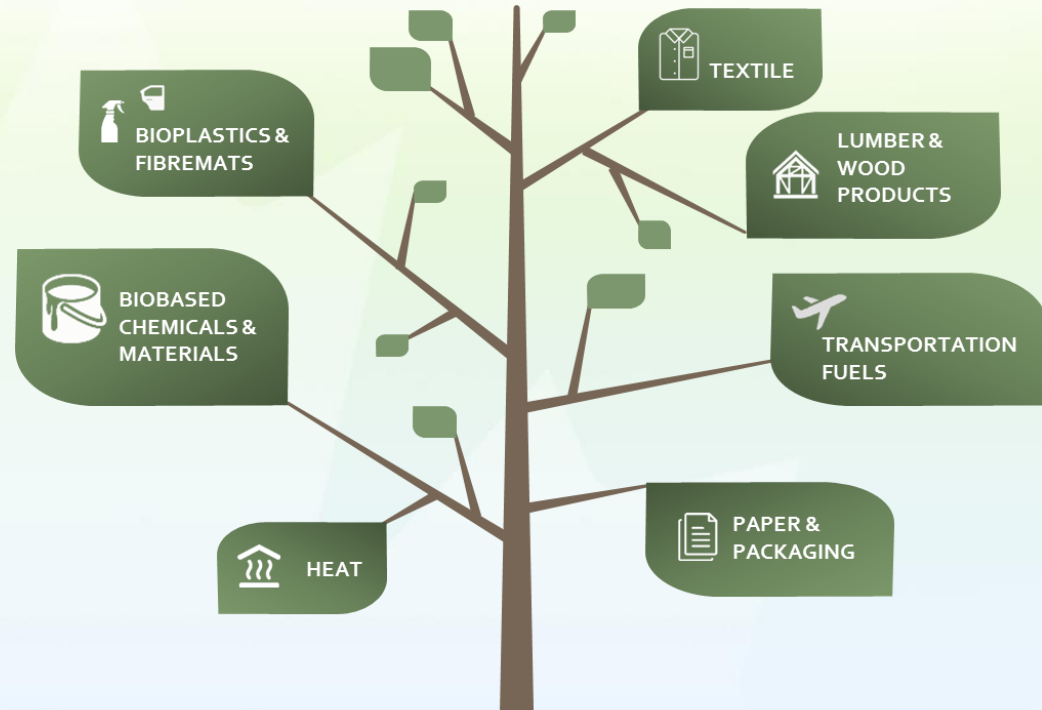 TEXTILE
BIOPLASTICS &
FIBREMATS
LUMBER &
WOOD
PRODUCTS
BIOBASED
CHEMICALS &
MATERIALS
TRANSPORTATION
FUELS
HEAT
PAPER &
PACKAGING